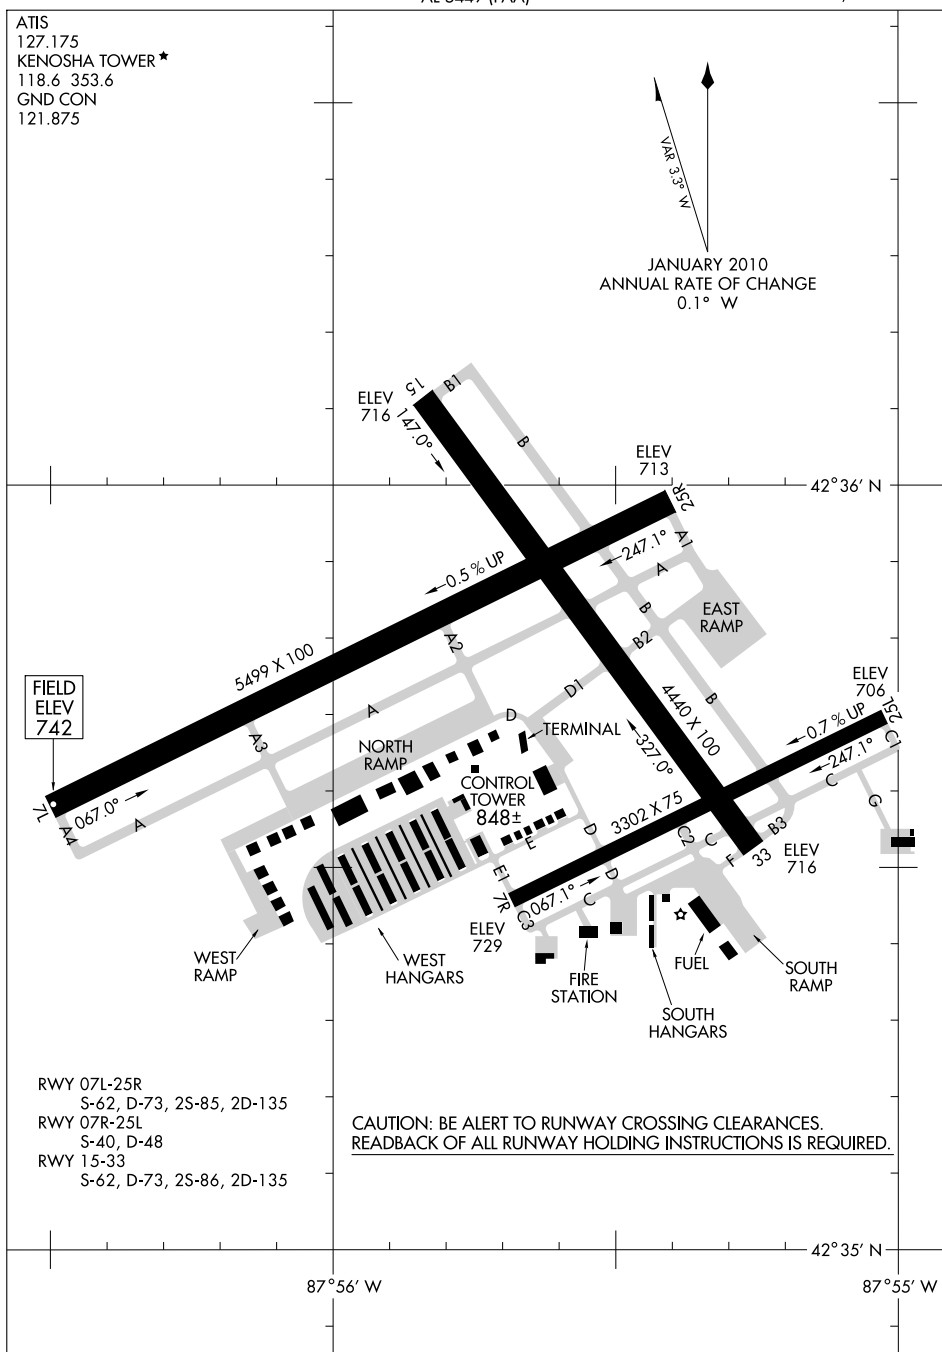 AL-5449 (FAA)
ATIS
127.175
KENOSHA TOWER★
118.6 353.6
GND CON
121.875
VAR 3.3° W
JANUARY 2010
ANNUAL RATE OF CHANGE
0.1° W
ELEV
716
15
B1
147.0°
B
ELEV
713
25R
42°36' N
A1
247.1°
0.5% UP
A
B
EAST
RAMP
A2
B2
5499 X 100
D1
4440 X 100
B
ELEV
706
25L
FIELD
ELEV
742
A
D
TERMINAL
0.7% UP
C1
A3
NORTH
RAMP
327.0°
247.1°
C
7L
067.0°
CONTROL
TOWER
848±
G
A4
A
3302 X 75
D
C2
C
B3
E
F
33
ELEV
716
E1
7R
067.1°
D
C
C3
ELEV
729
WEST
RAMP
WEST
HANGARS
FIRE
STATION
FUEL
SOUTH
RAMP
SOUTH
HANGARS
RWY 07L-25R
S-62, D-73, 2S-85, 2D-135
RWY 07R-25L
S-40, D-48
RWY 15-33
S-62, D-73, 2S-86, 2D-135
CAUTION: BE ALERT TO RUNWAY CROSSING CLEARANCES.
READBACK OF ALL RUNWAY HOLDING INSTRUCTIONS IS REQUIRED.
42°35' N
87°56' W
87°55' W